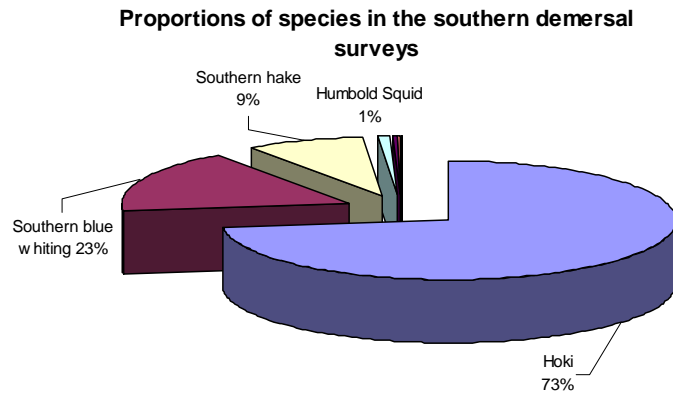 Proportions of species in the southern demersal
surveys
Southern hake
9%
Humbold Squid
1%
Southern blue
w hiting 23%
Hoki
73%